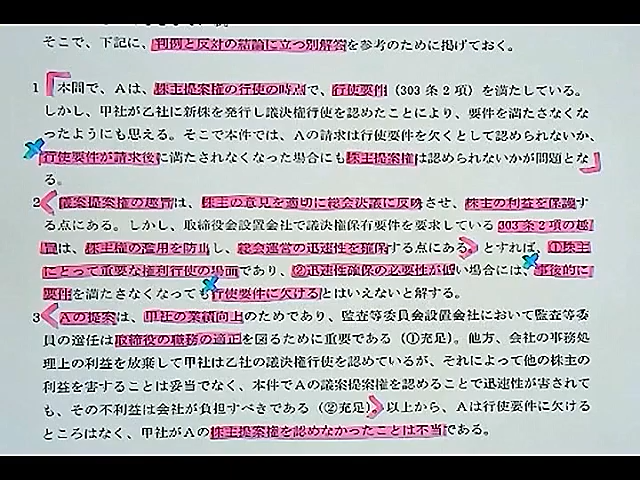 そこで、下記に、判例と反対の結論に立つ別解答を参考のために掲げておく。
1 本問で、Aは、株主提案権の行使の時点で、行使要件(303条2項)を満たしている。
しかし、甲社が乙社に新株を発行し議決権行使を認めたことにより、要件を満たさなくな
ったようにも思える。そこで本件では、Aの請求は行使要件を欠くとして認められないか、
行使要件が請求後に満たされなくなった場合にも株主提案権は認められないかが問題とな
る。
2 議案提案権の趣旨は、株主の意見を適切に総会決議に反映させ、株主の利益を保護す
る点にある。しかし、取締役会設置会社で議決権保有要件を要求している303条2項の趣
旨は、株主権の濫用を防止し、総会運営の迅速性を確保する点にある。とすれば、①株主
にとって重要な権利行使の場面であり、②迅速性確保の必要性が低い場合には、事後的に
要件を満たさなくなっても行使要件に欠けるとはいえないと解する。
3 Aの提案は、甲社の業績向上のためであり、監査等委員会設置会社において監査等委
員の選任は取締役の職務の適正を図るために重要である(①充足)。他方、会社の事務処
理上の利益を放棄して甲社は乙社の議決権行使を認めているが、それによって他の株主の
利益を害することは妥当でなく、本件でAの議案提案権を認めることで迅速性が害されて
も、その不利益は会社が負担すべきである(②充足)。以上から、Aは行使要件に欠ける
ところはなく、甲社がAの株主提案権を認めなかったことは不当である。